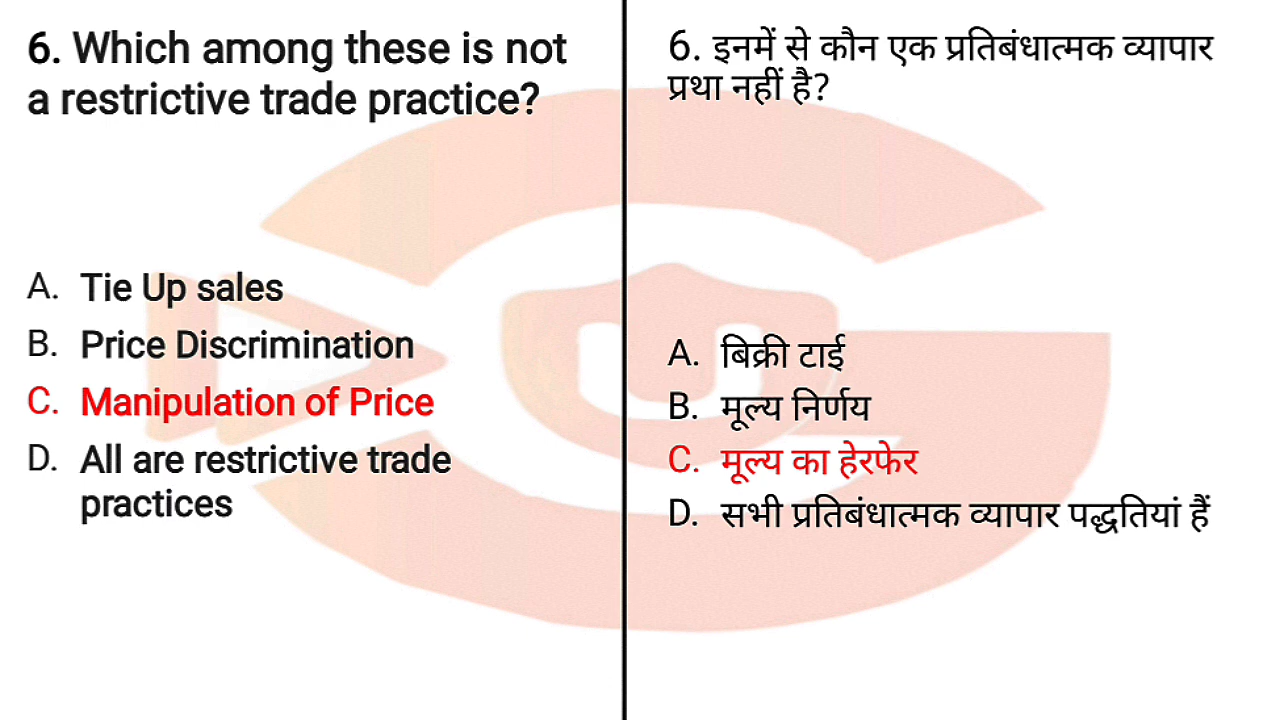 6. Which among these is not
a restrictive trade practice?
A. Tie Up sales
B. Price Discrimination
C. Manipulation of Price
D. All are restrictive trade
practices
6. इनमें से कौन एक प्रतिबंधात्मक व्यापार
प्रथा नहीं है?
A. बिक्री टाई
B. मूल्य निर्णय
C. मूल्य का हेरफेर
D. सभी प्रतिबंधात्मक व्यापार पद्धतियां हैं